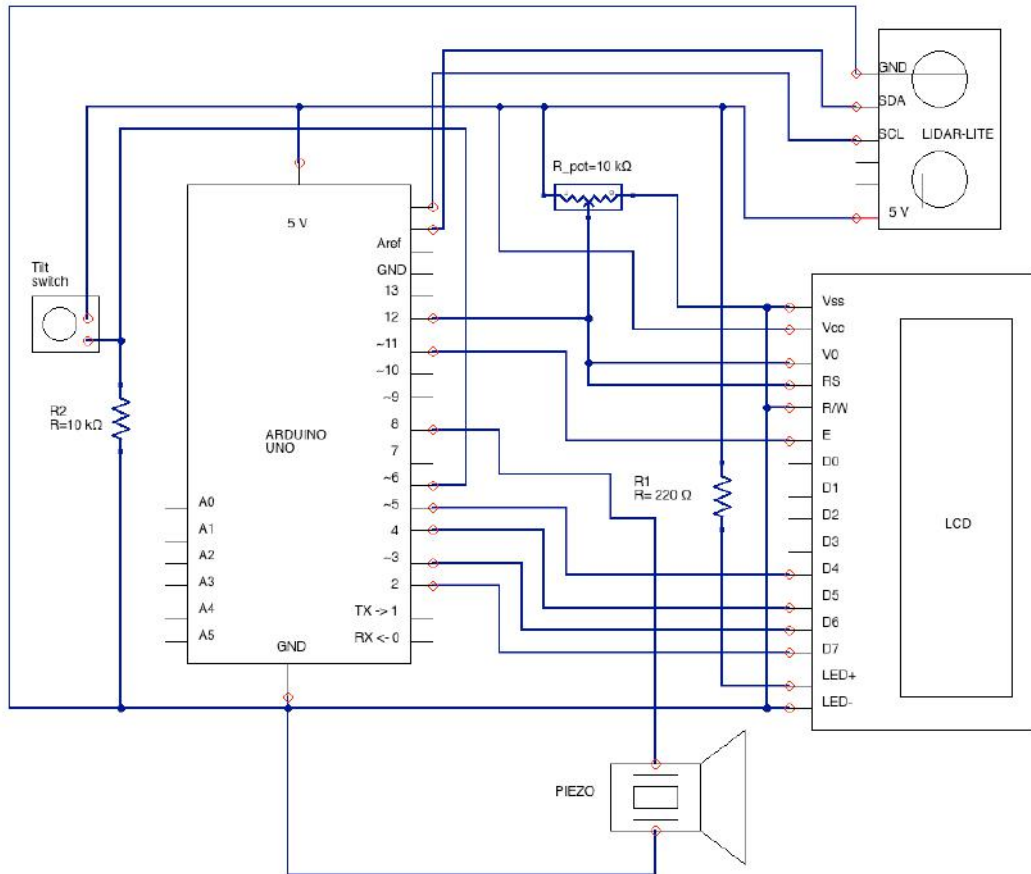 GND
SDA
SCL LIDAR-LITE
5 V
R_pot=10 kΩ
5 V
Aref
GND
13
12
~11
~10
~9
8
7
~6
~5
4
~3
2
TX -> 1
RX <- 0
ARDUINO
UNO
A0
A1
A2
A3
A4
A5
GND
Tilt
switch
R2
R=10 kΩ
R1
R= 220 Ω
Vss
Vcc
V0
RS
R/W
E
D0
D1
D2
D3
D4
D5
D6
D7
LED+
LED-
LCD
PIEZO